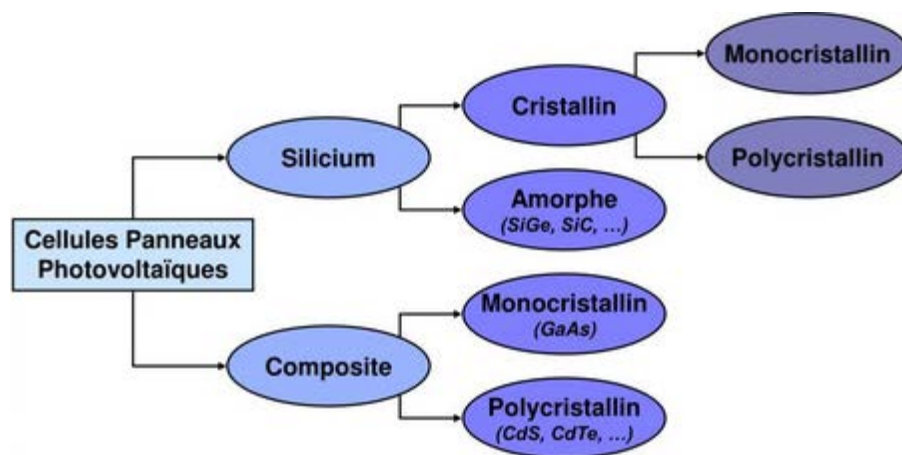 Cellules Panneaux
Photovoltaïques
Silicium
Composite
Cristallin
Amorphe
(SiGe, SiC, ...)
Monocristallin
(GaAs)
Polycristallin
(CdS, CdTe, ...)
Monocristallin
Polycristallin